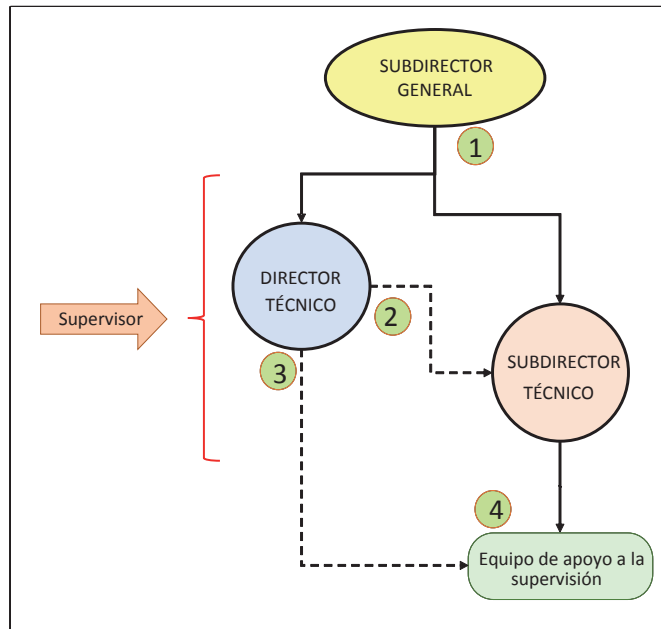 SUBDIRECTOR
GENERAL
1
DIRECTOR
TÉCNICO
2
Supervisor
3
SUBDIRECTOR
TÉCNICO
4
Equipo de apoyo a la
supervisión